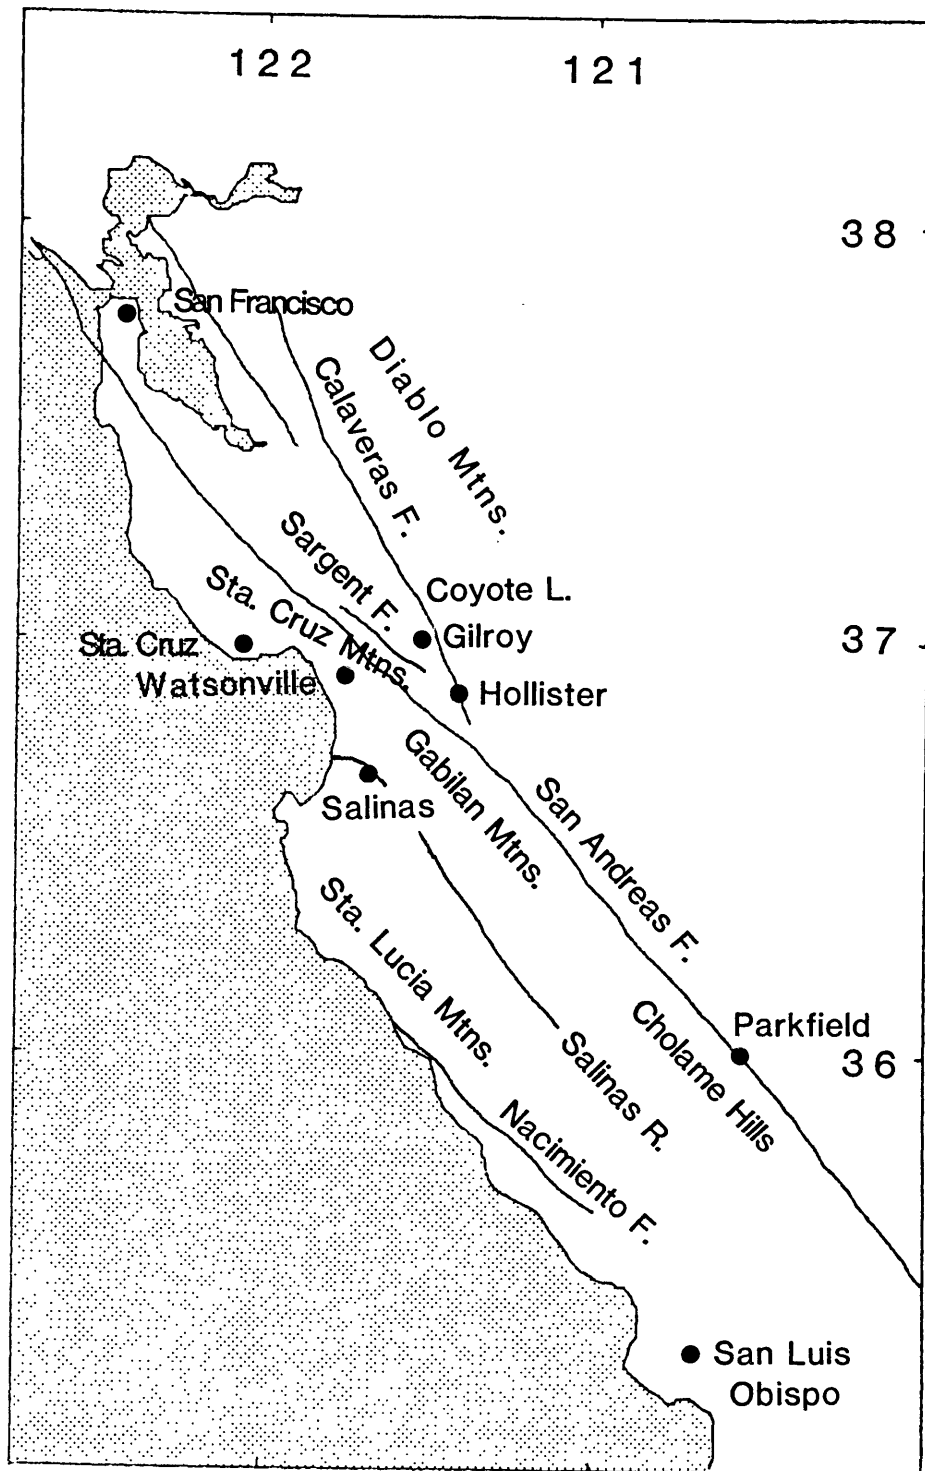 122
121
38
San Francisco
Diablo Mtns.
Calaveras F.
Sargent F.
Coyote L.
Sta. Cruz Mtns.
Gilroy
37
Sta. Cruz
Watsonville
Hollister
Gabilan Mtns.
San Andreas F.
Salinas
Sta. Lucia Mtns.
Cholame Hills
Parkfield
36
Salinas R.
Nacimiento F.
San Luis
Obispo